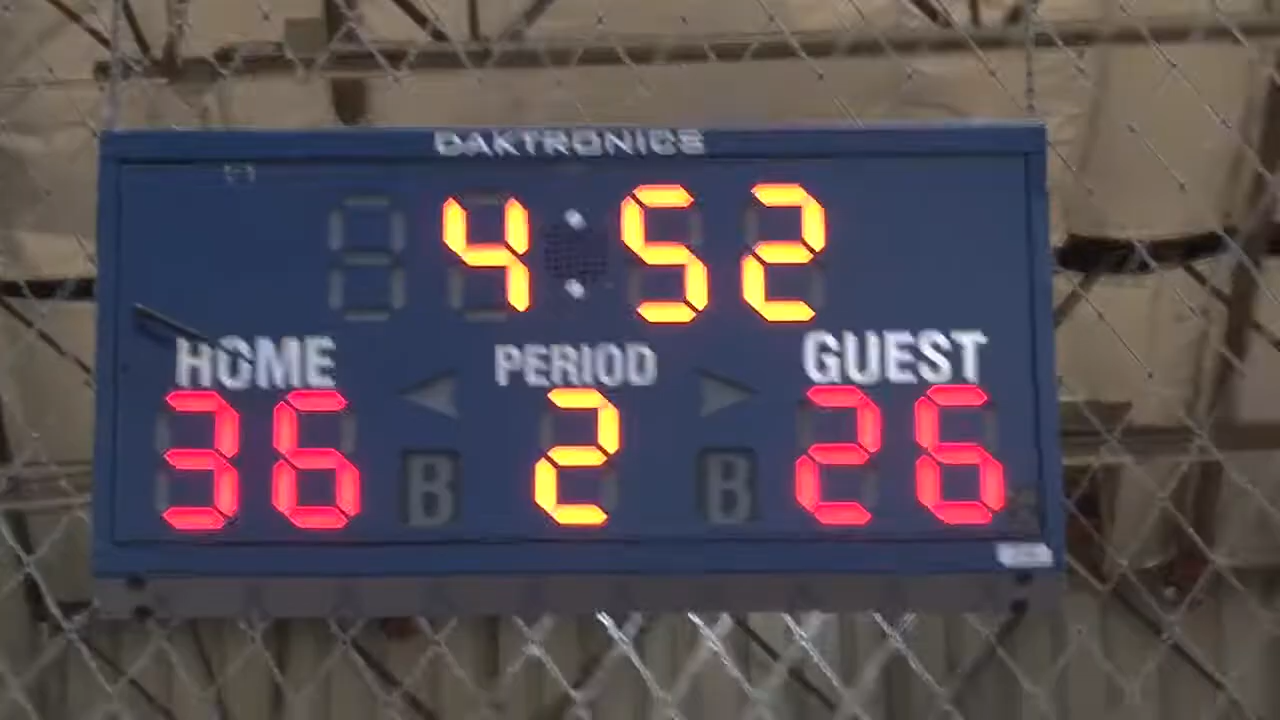 DAKTRONICS
4:52
HOME PERIOD GUEST
36 2 26
B B